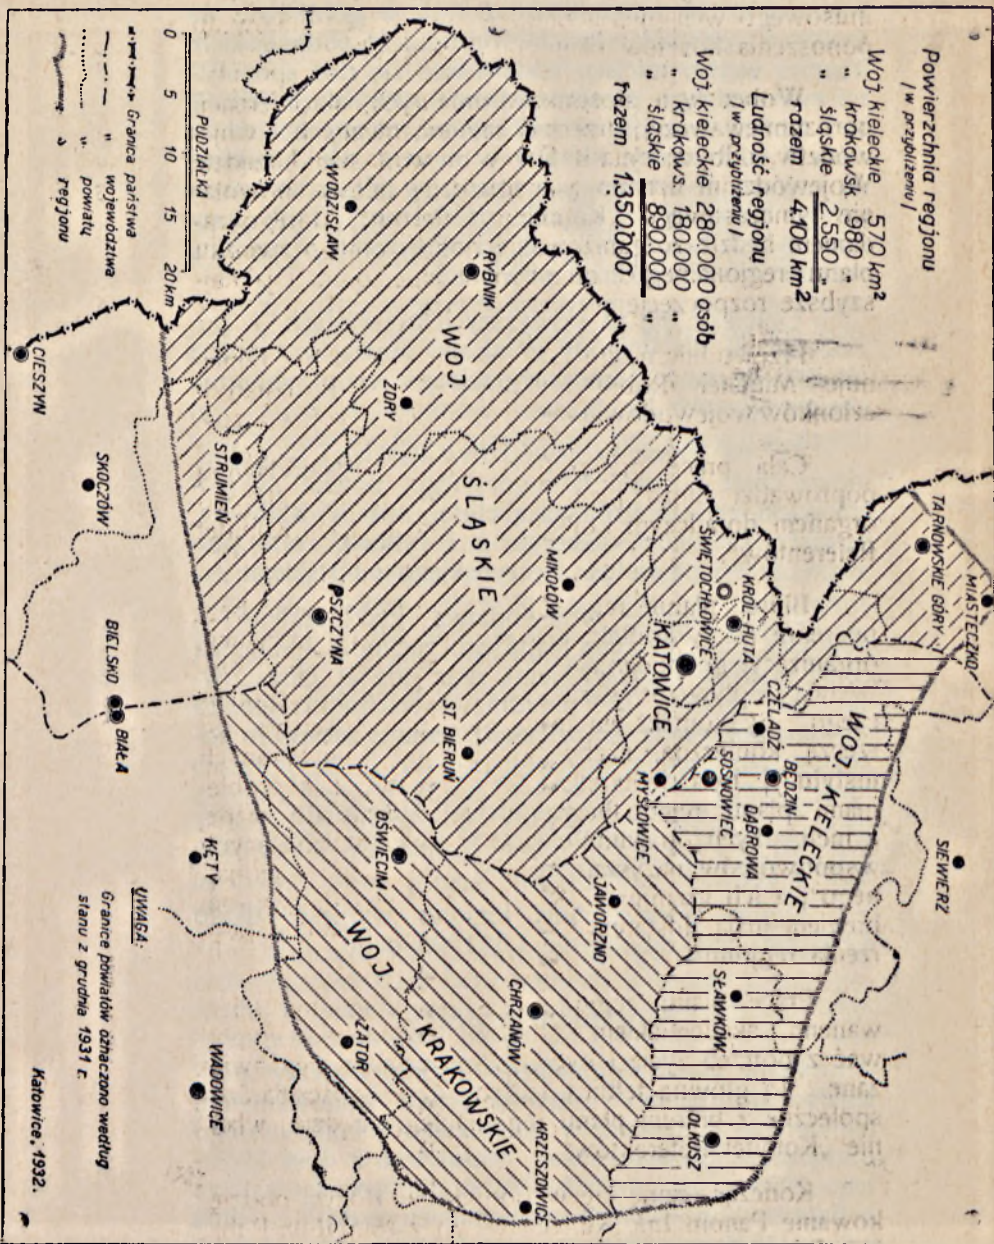 Powierzchnia regjonu
/w przybliżeniu/
Woj kieleckie 570 km²
" krakowsk 980 "
" śląskie 2550 "
razem 4.100 km²
Ludność regjonu
/w przybliżeniu/
Woj kieleckie 280.000 osób
" krakows 180.000 "
" śląskie 890.000 "
razem 1.350.000
PODZIAŁKA
0 5 10 15 20 km
Granica państwa
" województwa
" powiatu
" regjonu
MIASTECZKO
TARNOWSKIE GÓRY
SIEWIERZ
WOJ. KIELECKIE
KRÓL-HUTA
ŚWIĘTOCHŁOWICE
CZELADŹ
BĘDZIN
DĄBROWA
SOSNOWIEC
SŁAWKÓW
OLKUSZ
KATOWICE
MYSŁOWICE
JAWORZNO
MIKOŁÓW
CHRZANÓW
KRZESZOWICE
RYBNIK
WOJ. ŚLĄSKIE
ST. BIERUŃ
WODZISŁAW
ŻORY
OŚWIĘCIM
WOJ. KRAKOWSKIE
PSZCZYNA
ZATOR
STRUMIEŃ
KĘTY
WADOWICE
SKOCZÓW
BIELSKO
BIAŁA
CIESZYN
UWAGA:
Granice powiatów oznaczono według
stanu z grudnia 1931 r.
Katowice, 1932.